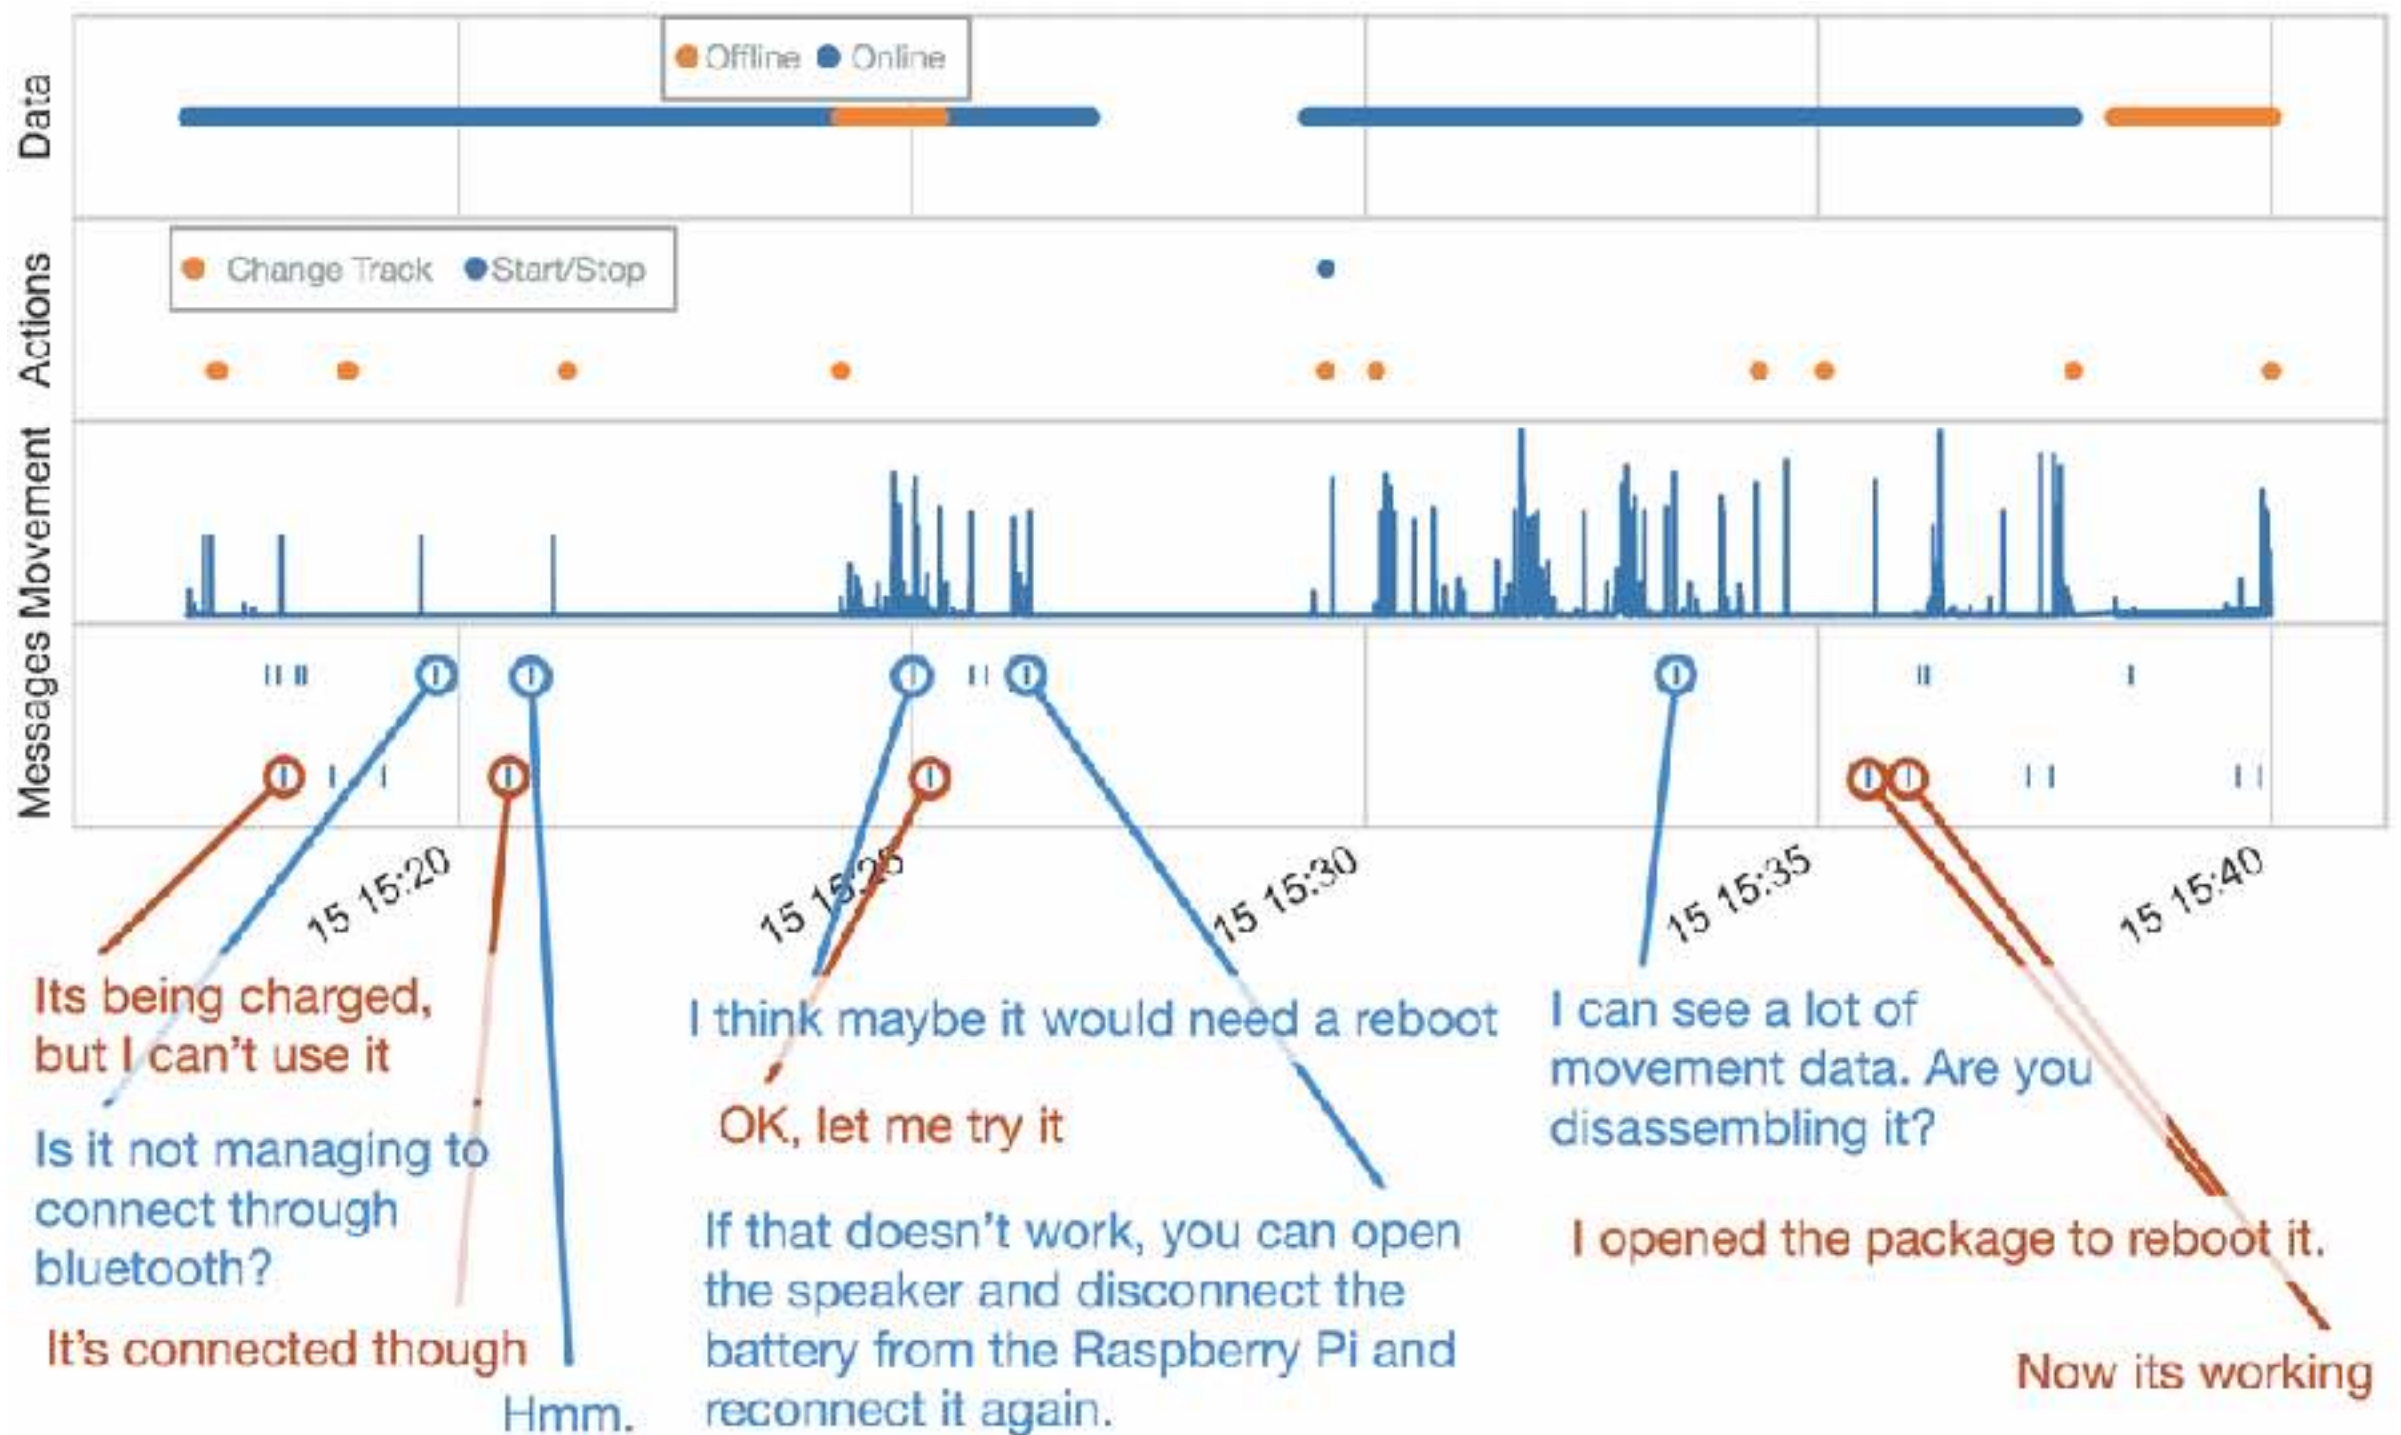 Data
Offline Online
Actions
Change Track Start/Stop
Movement
Messages
15 15:20
15 15:25
15 15:30
15 15:35
15 15:40
Its being charged,
but I can't use it
Is it not managing to
connect through
bluetooth?
It's connected though
Hmm.
I think maybe it would need a reboot
OK, let me try it
If that doesn't work, you can open
the speaker and disconnect the
battery from the Raspberry Pi and
reconnect it again.
I can see a lot of
movement data. Are you
disassembling it?
I opened the package to reboot it.
Now its working